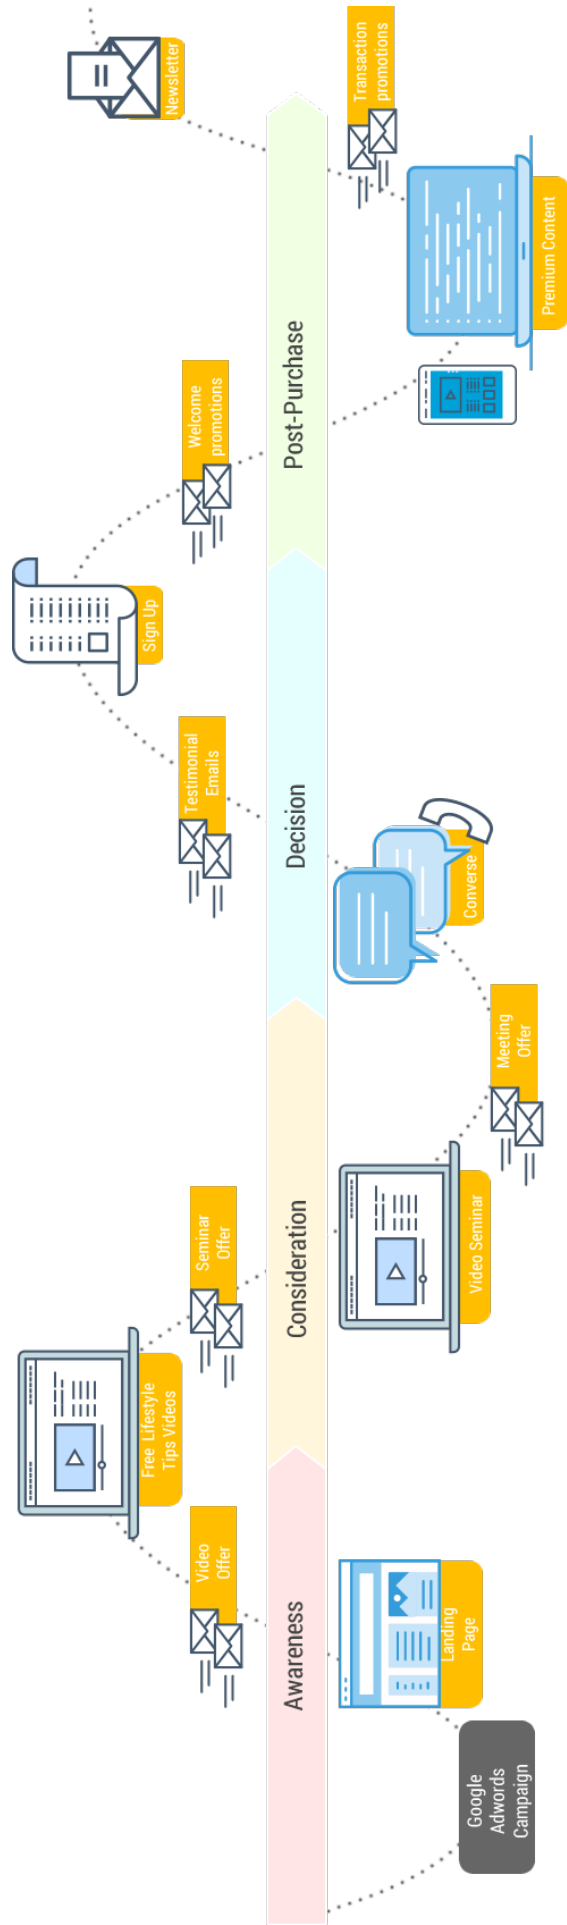 Google
Adwords
Campaign
Landing
Page
Awareness
Video
Offer
Free Lifestyle
Tips Videos
Seminar
Offer
Consideration
Video Seminar
Meeting
Offer
Converse
Decision
Testimonial
Emails
Sign Up
Welcome
promotions
Post-Purchase
Premium Content
Transaction
promotions
Newsletter